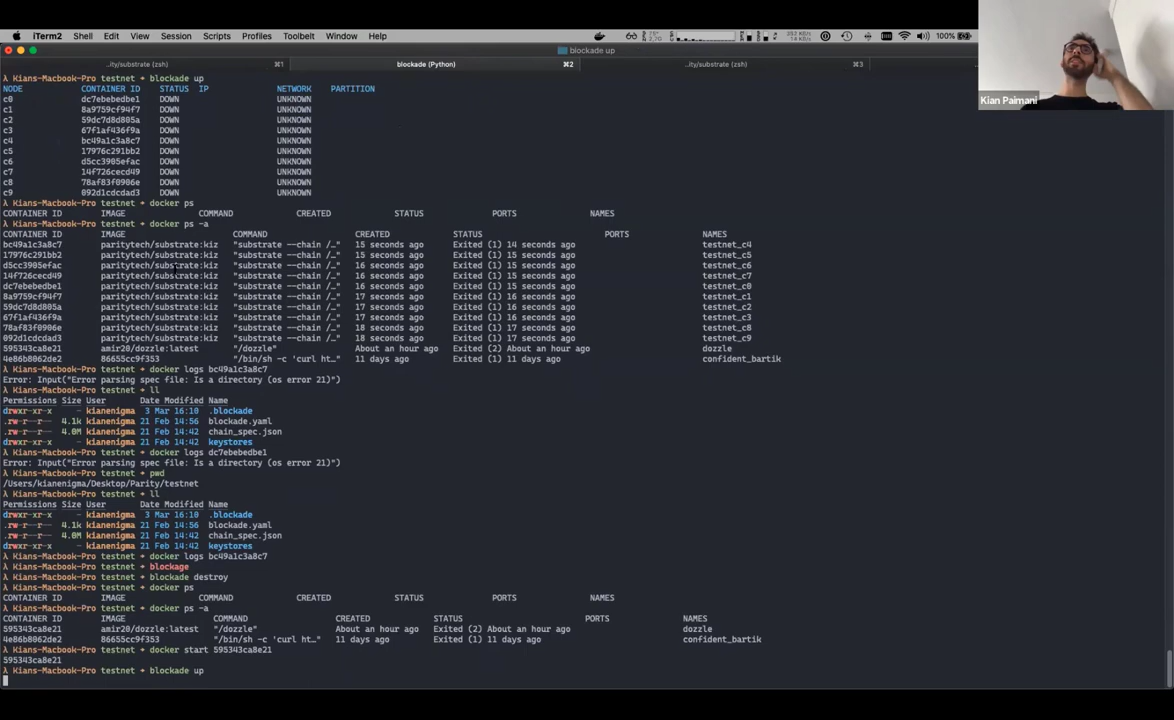 iTerm2 Shell Edit View Session Scripts Profiles Toolbelt Window Help 100%
blockade up
../substrate (zsh) ⌘1 blockade (Python) ⌘2 ..ity/substrate (zsh) ⌘3
Kian Paimani
λ Kians-Macbook-Pro testnet • blockade up
NODE CONTAINER ID STATUS IP NETWORK PARTITION
c0 dc7ebebedbe1 DOWN UNKNOWN
c1 8a9759cf94f7 DOWN UNKNOWN
c2 59dc7d8d805a DOWN UNKNOWN
c3 67f1af436f9a DOWN UNKNOWN
c4 bc49a1c3a8c7 DOWN UNKNOWN
c5 17976c291bb2 DOWN UNKNOWN
c6 d5cc3905efac DOWN UNKNOWN
c7 14f726cecd49 DOWN UNKNOWN
c8 78af83f0906e DOWN UNKNOWN
c9 092d1cdcdad3 DOWN UNKNOWN
λ Kians-Macbook-Pro testnet • docker ps
CONTAINER ID IMAGE COMMAND CREATED STATUS PORTS NAMES
λ Kians-Macbook-Pro testnet • docker ps -a
CONTAINER ID IMAGE COMMAND CREATED STATUS PORTS NAMES
bc49a1c3a8c7 paritytech/substrate:kiz "substrate --chain /…" 15 seconds ago Exited (1) 14 seconds ago testnet_c4
17976c291bb2 paritytech/substrate:kiz "substrate --chain /…" 15 seconds ago Exited (1) 15 seconds ago testnet_c5
d5cc3905efac paritytech/substrate:kiz "substrate --chain /…" 16 seconds ago Exited (1) 15 seconds ago testnet_c6
14f726cecd49 paritytech/substrate:kiz "substrate --chain /…" 16 seconds ago Exited (1) 15 seconds ago testnet_c7
dc7ebebedbe1 paritytech/substrate:kiz "substrate --chain /…" 16 seconds ago Exited (1) 15 seconds ago testnet_c0
8a9759cf94f7 paritytech/substrate:kiz "substrate --chain /…" 17 seconds ago Exited (1) 16 seconds ago testnet_c1
59dc7d8d805a paritytech/substrate:kiz "substrate --chain /…" 17 seconds ago Exited (1) 16 seconds ago testnet_c2
67f1af436f9a paritytech/substrate:kiz "substrate --chain /…" 17 seconds ago Exited (1) 16 seconds ago testnet_c3
78af83f0906e paritytech/substrate:kiz "substrate --chain /…" 18 seconds ago Exited (1) 17 seconds ago testnet_c8
092d1cdcdad3 paritytech/substrate:kiz "substrate --chain /…" 18 seconds ago Exited (1) 17 seconds ago testnet_c9
595343ca8e21 amir20/dozzle:latest "/dozzle" About an hour ago Exited (2) About an hour ago dozzle
4e86b8062de2 86655cc9f353 "/bin/sh -c 'curl ht…" 11 days ago Exited (1) 11 days ago confident_bartik
λ Kians-Macbook-Pro testnet • docker logs bc49a1c3a8c7
Error: Input("Error parsing spec file: Is a directory (os error 21)")
λ Kians-Macbook-Pro testnet • ll
Permissions Size User Date Modified Name
drwxr-xr-x - kianenigma 3 Mar 16:10 .blockade
.rw-r--r-- 4.1k kianenigma 21 Feb 14:56 blockade.yaml
.rw-r--r-- 4.0M kianenigma 21 Feb 14:42 chain_spec.json
drwxr-xr-x - kianenigma 21 Feb 14:42 keystores
λ Kians-Macbook-Pro testnet • docker logs dc7ebebedbe1
Error: Input("Error parsing spec file: Is a directory (os error 21)")
λ Kians-Macbook-Pro testnet • pwd
/Users/kianenigma/Desktop/Parity/testnet
λ Kians-Macbook-Pro testnet • ll
Permissions Size User Date Modified Name
drwxr-xr-x - kianenigma 3 Mar 16:10 .blockade
.rw-r--r-- 4.1k kianenigma 21 Feb 14:56 blockade.yaml
.rw-r--r-- 4.0M kianenigma 21 Feb 14:42 chain_spec.json
drwxr-xr-x - kianenigma 21 Feb 14:42 keystores
λ Kians-Macbook-Pro testnet • docker logs bc49a1c3a8c7
λ Kians-Macbook-Pro testnet • blockage
λ Kians-Macbook-Pro testnet • blockade destroy
λ Kians-Macbook-Pro testnet • docker ps
CONTAINER ID IMAGE COMMAND CREATED STATUS PORTS NAMES
λ Kians-Macbook-Pro testnet • docker ps -a
CONTAINER ID IMAGE COMMAND CREATED STATUS PORTS NAMES
595343ca8e21 amir20/dozzle:latest "/dozzle" About an hour ago Exited (2) About an hour ago dozzle
4e86b8062de2 86655cc9f353 "/bin/sh -c 'curl ht…" 11 days ago Exited (1) 11 days ago confident_bartik
λ Kians-Macbook-Pro testnet • docker start 595343ca8e21
595343ca8e21
λ Kians-Macbook-Pro testnet • blockade up